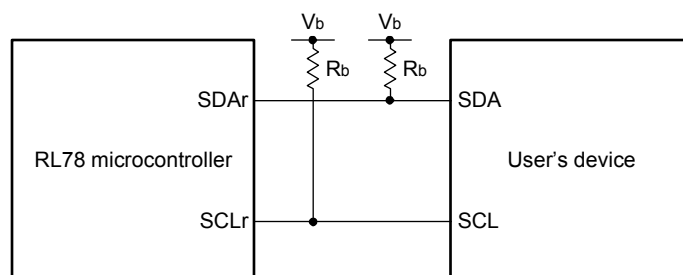 Vb Vb
Rb Rb
SDAr SDA
RL78 microcontroller User's device
SCLr SCL